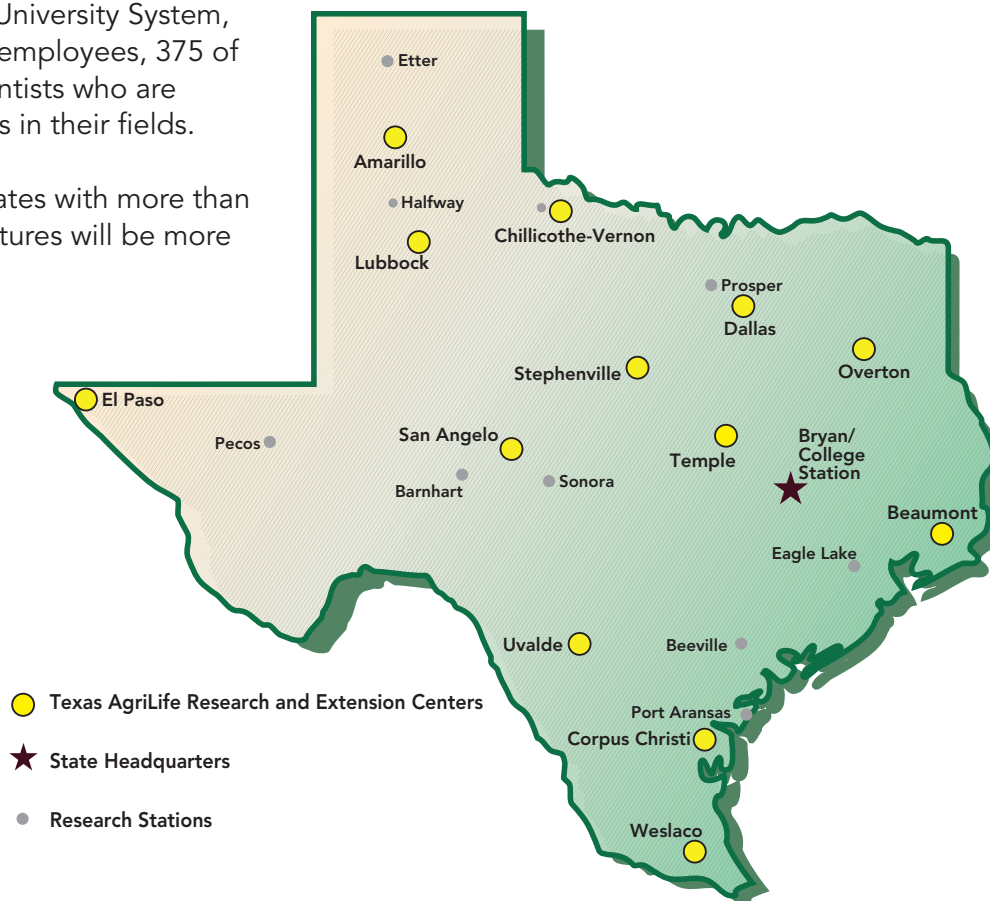 University System,
employees, 375 of
ntists who are
s in their fields.
ates with more than
tures will be more
Etter
Amarillo
Halfway
Chillicothe-Vernon
Lubbock
Prosper
Dallas
Overton
Stephenville
El Paso
Pecos
San Angelo
Bryan/
College
Station
Temple
Barnhart
Sonora
Beaumont
Eagle Lake
Uvalde
Beeville
Port Aransas
Corpus Christi
Weslaco
Texas AgriLife Research and Extension Centers
State Headquarters
Research Stations